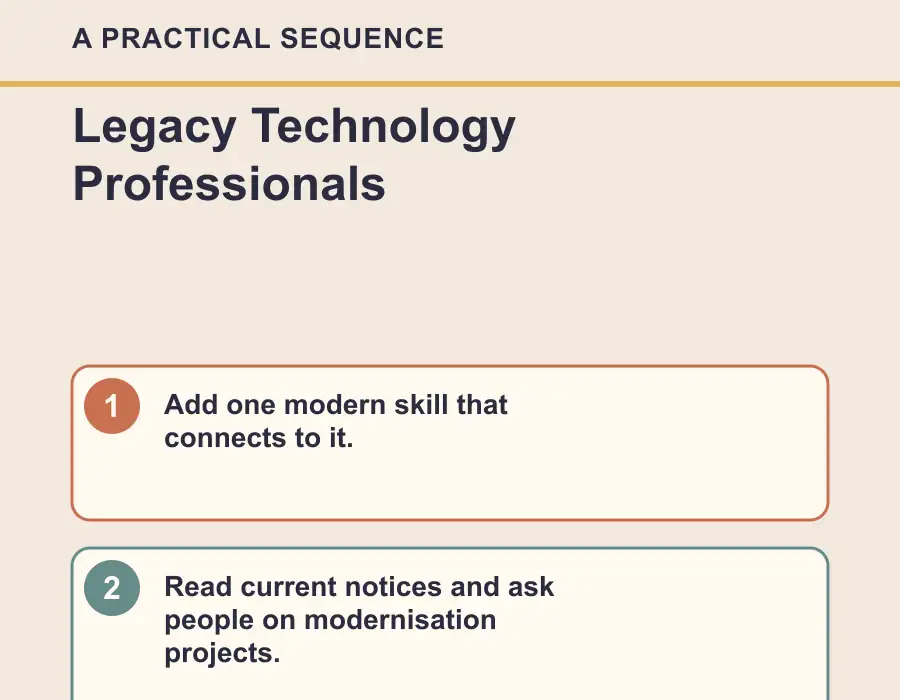 A PRACTICAL SEQUENCE
Legacy Technology
Professionals
1
Add one modern skill that
connects to it.
2
Read current notices and ask
people on modernisation
projects.